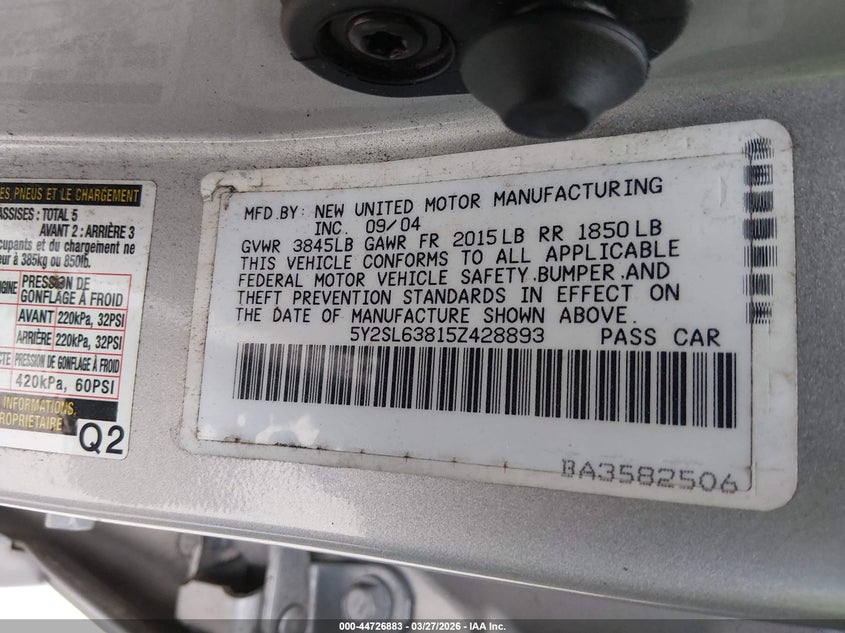 ES, PNEUS ET LE CHARGEMENT
ASSISES : TOTAL 5
AVANT 2 : ARRIÈRE 3
cupants et du chargement ne
eur à 385kg ou 850lb.
GINE PRESSION DE GONFLAGE À FROID
AVANT 220kPa, 32PSI
ARRIÈRE 220kPa, 32PSI
CTE PRESSION DE GONFLAGE À FROID
420kPa, 60PSI
INFORMATIONS,
ROPRIÉTAIRE
Q2
MFD.BY: NEW UNITED MOTOR MANUFACTURING
INC. 09/04
GVWR 3845LB GAWR FR 2015LB RR 1850LB
THIS VEHICLE CONFORMS TO ALL APPLICABLE
FEDERAL MOTOR VEHICLE SAFETY.BUMPER.AND
THEFT PREVENTION STANDARDS IN EFFECT ON
THE DATE OF MANUFACTURE SHOWN ABOVE.
5Y2SL63815Z428893 PASS CAR
BA3582506
000-44726883 | 03/27/2026 | IAA Inc.